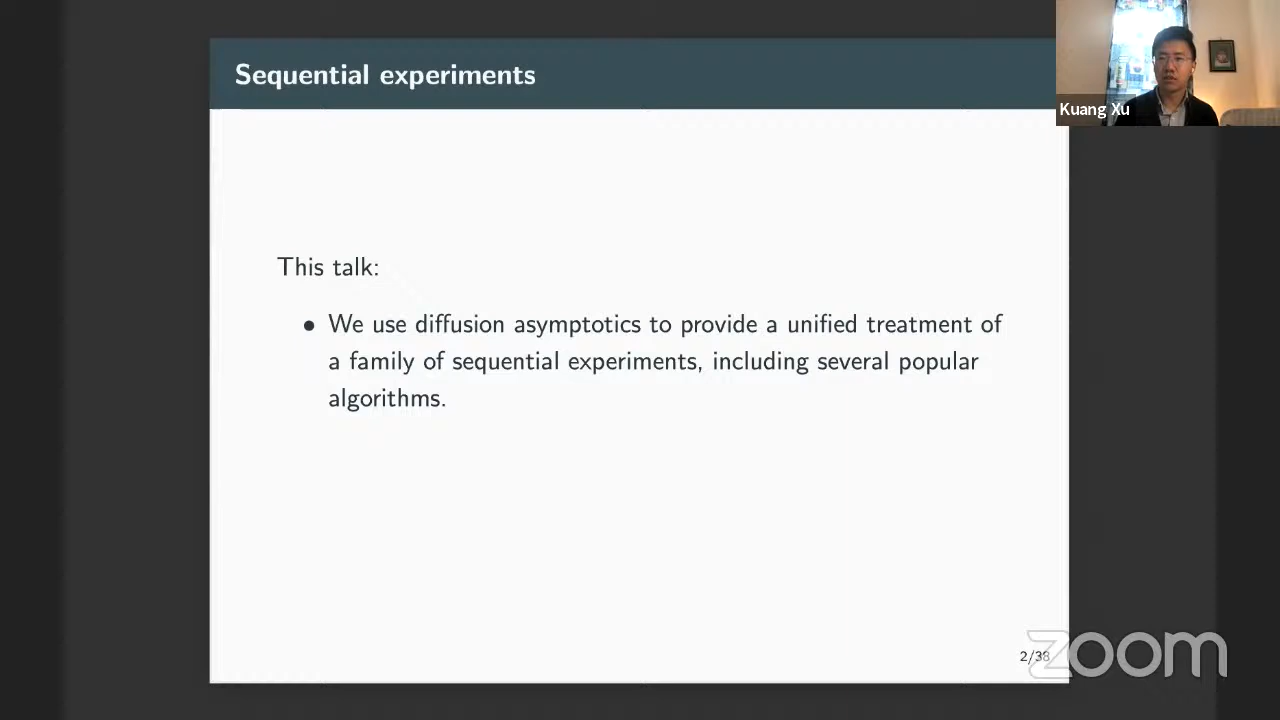 Sequential experiments
Kuang Xu
This talk:
• We use diffusion asymptotics to provide a unified treatment of
a family of sequential experiments, including several popular
algorithms.
2/38
zoom